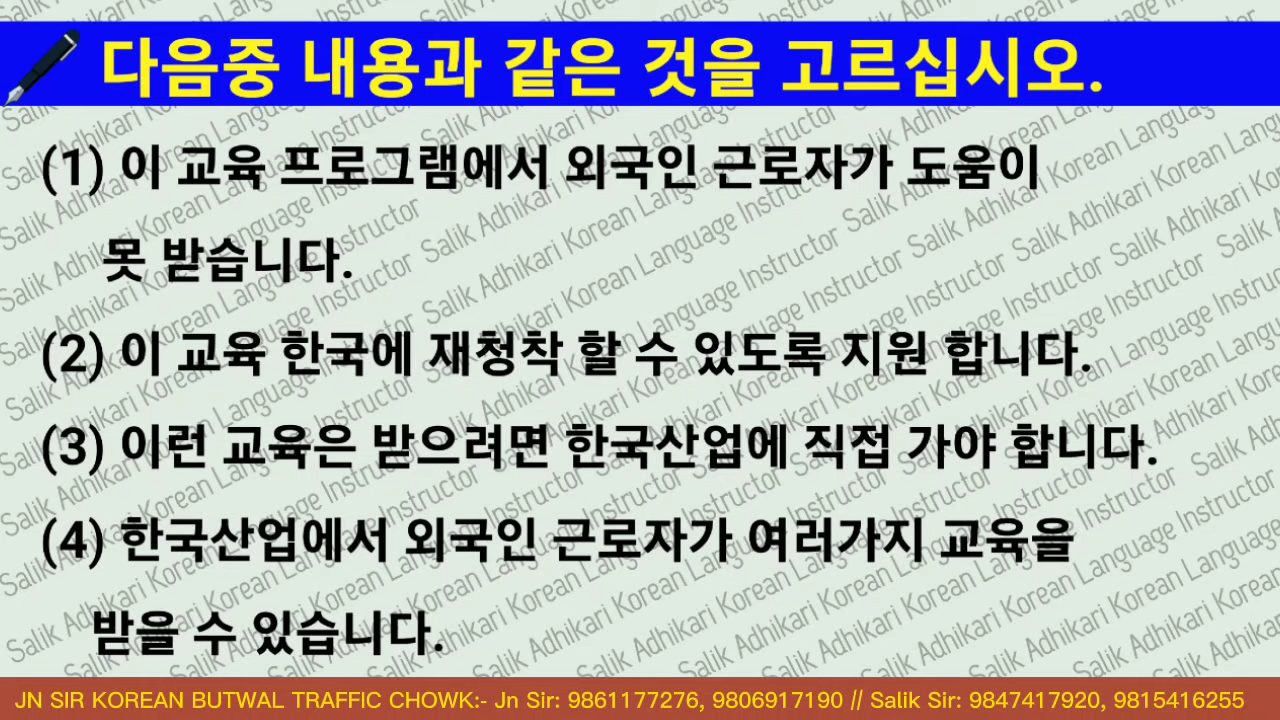 다음중 내용과 같은 것을 고르십시오.
(1) 이 교육 프로그램에서 외국인 근로자가 도움이
못 받습니다.
(2) 이 교육 한국에 재청착 할 수 있도록 지원 합니다.
(3) 이런 교육은 받으려면 한국산업에 직접 가야 합니다.
(4) 한국산업에서 외국인 근로자가 여러가지 교육을
받을 수 있습니다.
JN SIR KOREAN BUTWAL TRAFFIC CHOWK:- Jn Sir: 9861177276, 9806917190 // Salik Sir: 9847417920, 9815416255
Salik Adhikari Korean Language Instructor